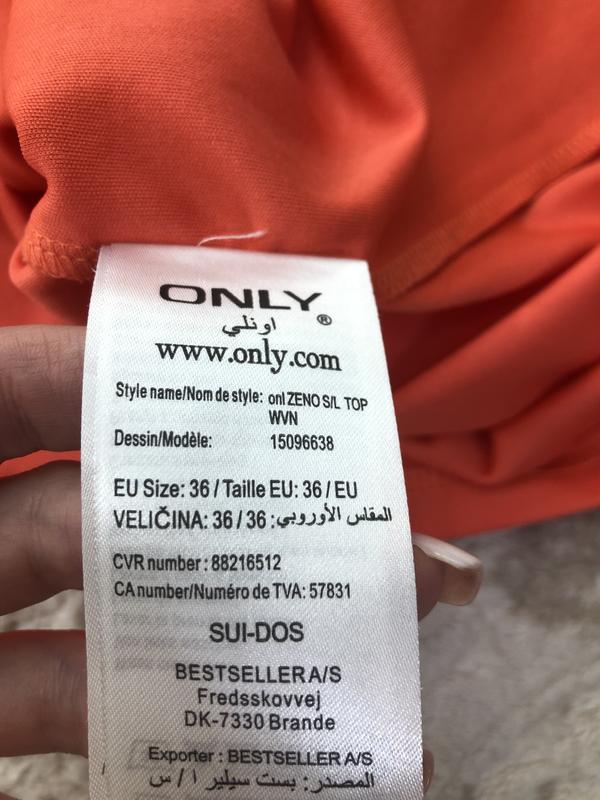 ONLY®
اونلي
www.only.com
Style name/Nom de style: onl ZENO S/L TOP
WVN
Dessin/Modèle: 15096638
EU Size: 36 / Taille EU: 36 / EU
VELIČINA: 36 / 36 :المقاس الأوروبي
CVR number : 88216512
CA number/Numéro de TVA: 57831
SUI-DOS
BESTSELLER A/S
Fredsskovvej
DK-7330 Brande
Exporter : BESTSELLER A/S
المصدر: بست سيلير ا / س